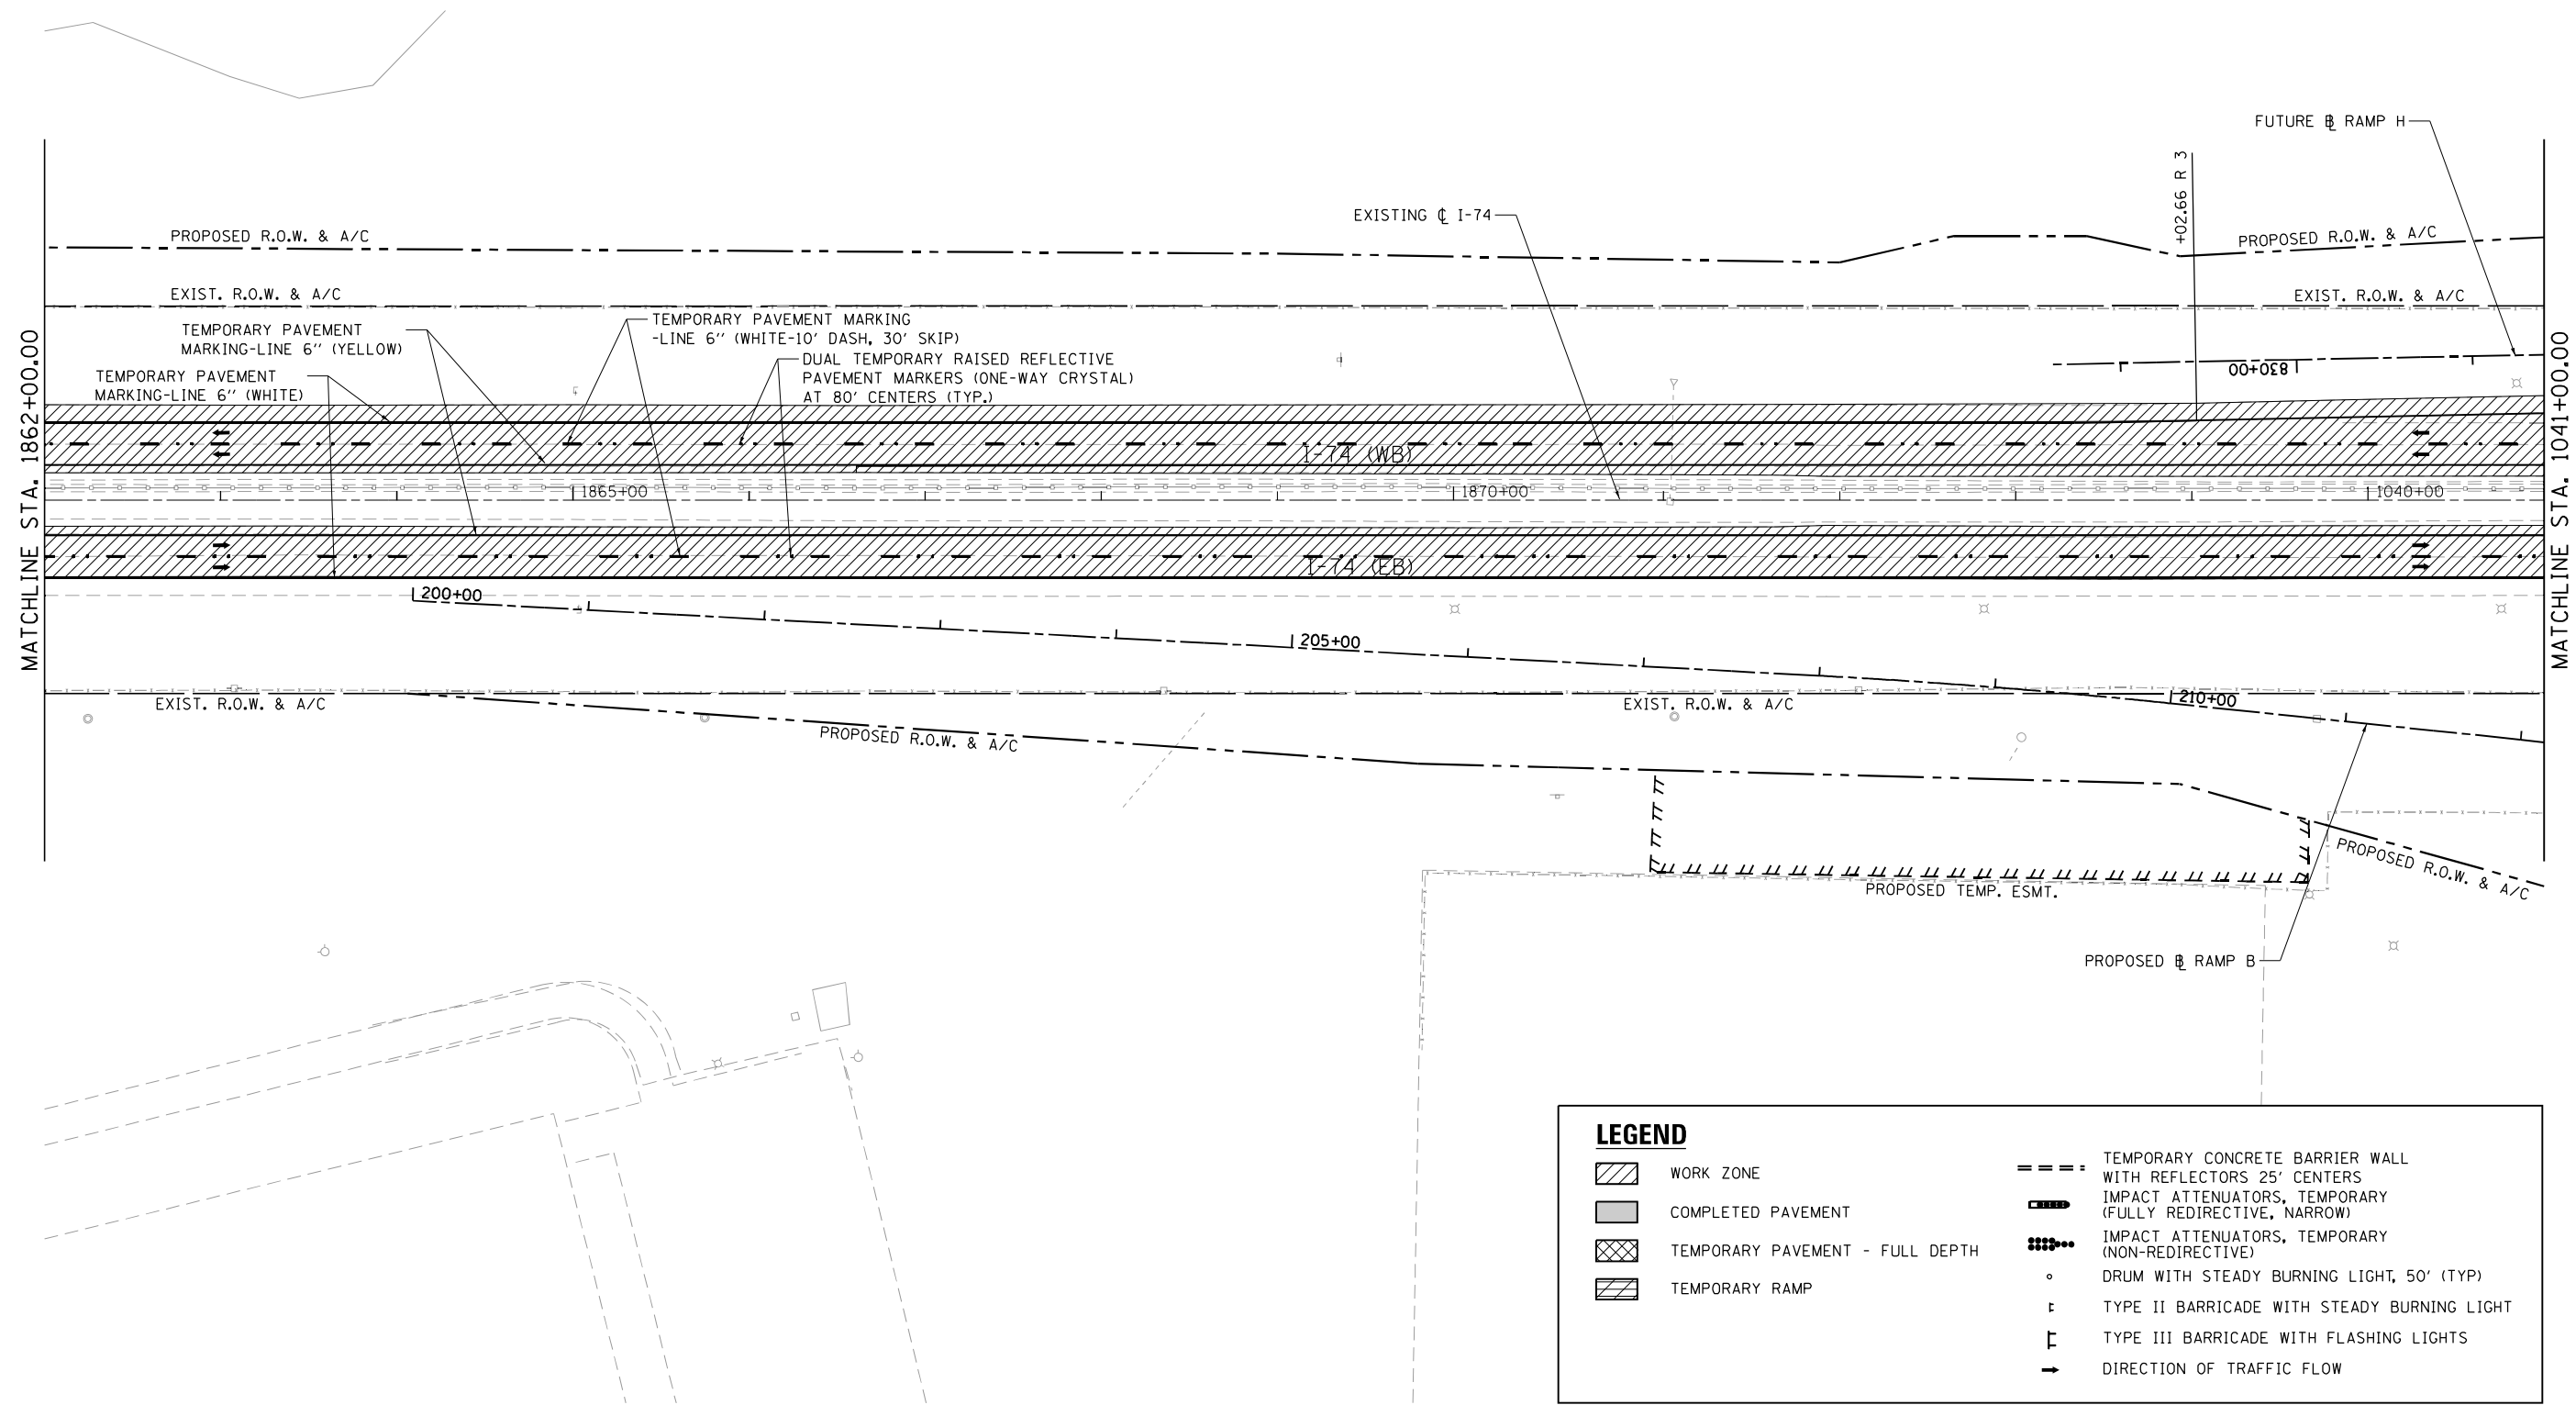 FUTURE ℄ RAMP H
+02.66 R 3
EXISTING ℄ I-74
PROPOSED R.O.W. & A/C
PROPOSED R.O.W. & A/C
EXIST. R.O.W. & A/C
EXIST. R.O.W. & A/C
TEMPORARY PAVEMENT
MARKING-LINE 6" (YELLOW)
TEMPORARY PAVEMENT MARKING
-LINE 6" (WHITE-10' DASH, 30' SKIP)
DUAL TEMPORARY RAISED REFLECTIVE
PAVEMENT MARKERS (ONE-WAY CRYSTAL)
AT 80' CENTERS (TYP.)
TEMPORARY PAVEMENT
MARKING-LINE 6" (WHITE)
830+00
MATCHLINE STA. 1862+00.00
MATCHLINE STA. 1041+00.00
I-74 (WB)
1865+00
1870+00
1040+00
I-74 (EB)
200+00
205+00
210+00
EXIST. R.O.W. & A/C
EXIST. R.O.W. & A/C
PROPOSED R.O.W. & A/C
PROPOSED R.O.W. & A/C
PROPOSED TEMP. ESMT.
PROPOSED ℄ RAMP B
LEGEND
WORK ZONE
COMPLETED PAVEMENT
TEMPORARY PAVEMENT - FULL DEPTH
TEMPORARY RAMP
TEMPORARY CONCRETE BARRIER WALL
WITH REFLECTORS 25' CENTERS
IMPACT ATTENUATORS, TEMPORARY
(FULLY REDIRECTIVE, NARROW)
IMPACT ATTENUATORS, TEMPORARY
(NON-REDIRECTIVE)
DRUM WITH STEADY BURNING LIGHT, 50' (TYP)
TYPE II BARRICADE WITH STEADY BURNING LIGHT
TYPE III BARRICADE WITH FLASHING LIGHTS
DIRECTION OF TRAFFIC FLOW